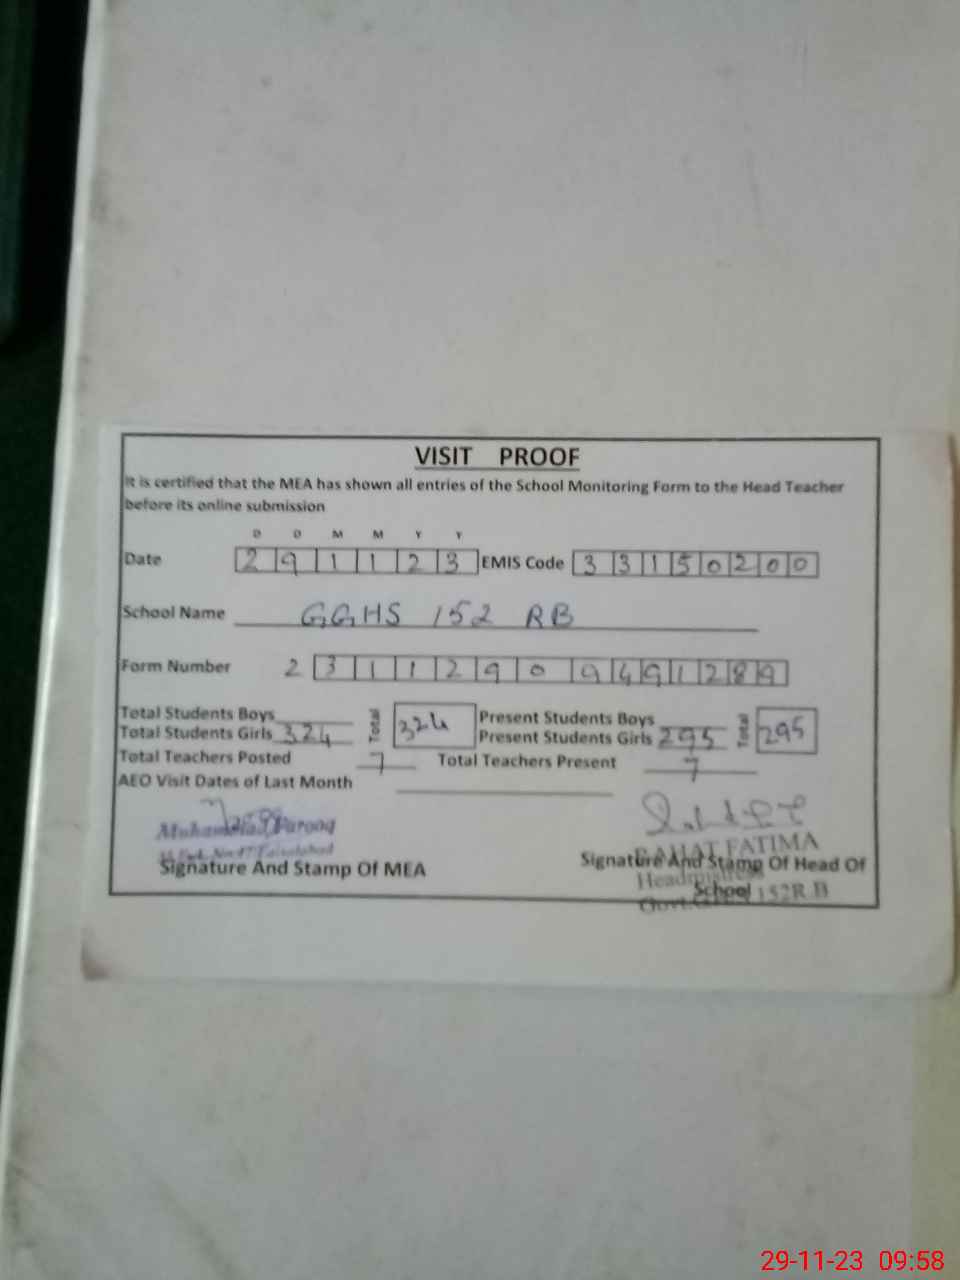 VISIT PROOF
It is certified that the MEA has shown all entries of the School Monitoring Form to the Head Teacher
before its online submission
D D M M Y Y
Date 2 9 1 1 2 3 EMIS Code 3 3 1 5 0 2 0 0
School Name GGHS 152 RB
Form Number 2 3 1 1 2 9 0 9 4 9 1 2 8 9
Total Students Boys Total 324 Present Students Boys Total 295
Total Students Girls 324 Present Students Girls 295
Total Teachers Posted 7 Total Teachers Present 7
AEO Visit Dates of Last Month
Muhammad Farooq
Faisalabad
Signature And Stamp Of MEA
RAHAT FATIMA
Signature And Stamp Of Head Of
Headmistress
School
Govt. 152R.B
29-11-23 09:58